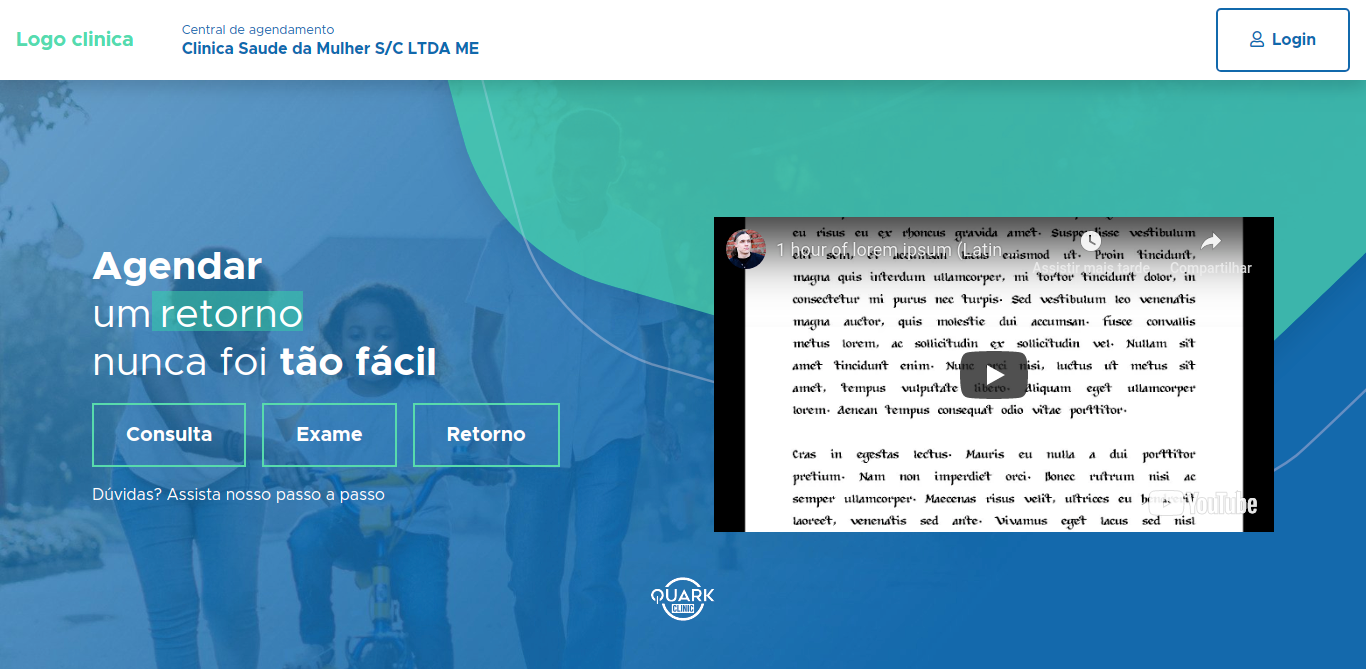 Logo clinica
Central de agendamento
Clinica Saude da Mulher S/C LTDA ME
Login
Agendar
um retorno
nunca foi tão fácil
Consulta
Exame
Retorno
Dúvidas? Assista nosso passo a passo
1 hour of lorem ipsum (Latin
Assistir mais tarde
Compartilhar
eu risus eu ex rhoncus gravida amet. Suspendisse vestibulum
sem, euismod ut. Proin tincidunt,
magna quis interdum ullamcorper, mi tortor tincidunt dolor, in
consectetur mi purus nec turpis. Sed vestibulum leo venenatis
magna auctor, quis molestie dui accumsan. Fusce convallis
metus lorem, ac sollicitudin ex sollicitudin vel. Nullam sit
amet tincidunt enim. Nunc orci nisi, luctus ut metus sit
amet, tempus vulputate libero. Aliquam eget ullamcorper
lorem. Aenean tempus consequat odio vitae porttitor.
Cras in egestas lectus. Mauris eu nulla a dui porttitor
pretium. Nam non imperdiet orci. Donec rutrum nisi ac
semper ullamcorper. Maecenas risus velit, ultrices eu hendrerit
laoreet, venenatis sed ante. Vivamus eget lacus sed nisl
YouTube
QUARK
CLINIC